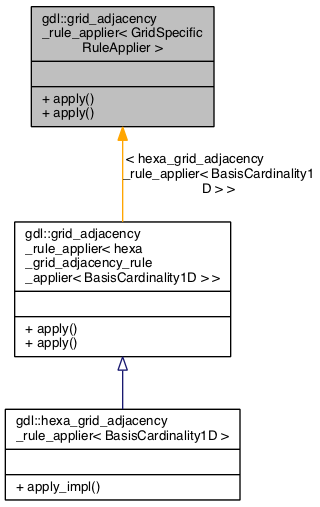 gdl::grid_adjacency
_rule_applier< GridSpecific
RuleApplier >
+ apply()
+ apply()
< hexa_grid_adjacency
_rule_applier< BasisCardinality1
D > >
gdl::grid_adjacency
_rule_applier< hexa
_grid_adjacency_rule
_applier< BasisCardinality1D > >
+ apply()
+ apply()
gdl::hexa_grid_adjacency
_rule_applier< BasisCardinality1D >
+ apply_impl()